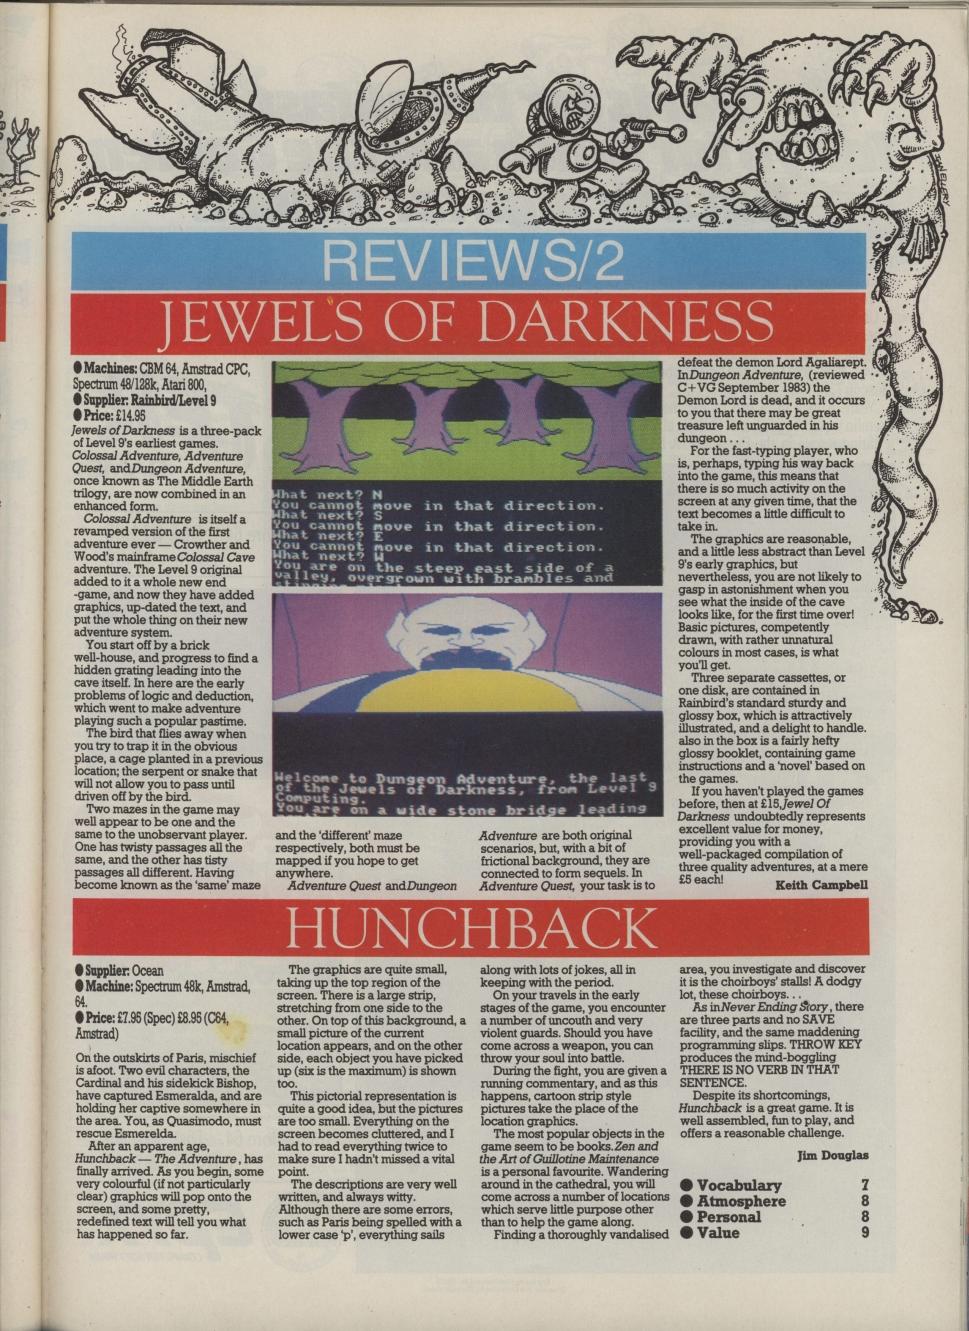 REVIEWS/2
JEWELS OF DARKNESS
● Machines: CBM 64, Amstrad CPC,
Spectrum 48/128k, Atari 800,
● Supplier: Rainbird/Level 9
● Price: £14.95
Jewels of Darkness is a three-pack
of Level 9's earliest games.
Colossal Adventure, Adventure
Quest, and Dungeon Adventure,
once known as The Middle Earth
trilogy, are now combined in an
enhanced form.
Colossal Adventure is itself a
revamped version of the first
adventure ever — Crowther and
Wood's mainframe Colossal Cave
adventure. The Level 9 original
added to it a whole new end
-game, and now they have added
graphics, up-dated the text, and
put the whole thing on their new
adventure system.
You start off by a brick
well-house, and progress to find a
hidden grating leading into the
cave itself. In here are the early
problems of logic and deduction,
which went to make adventure
playing such a popular pastime.
The bird that flies away when
you try to trap it in the obvious
place, a cage planted in a previous
location; the serpent or snake that
will not allow you to pass until
driven off by the bird.
Two mazes in the game may
well appear to be one and the
same to the unobservant player.
One has twisty passages all the
same, and the other has tisty
passages all different. Having
become known as the 'same' maze
What next? N
You cannot move in that direction.
What next? S
You cannot move in that direction.
What next? E
You cannot move in that direction.
What next? W
You are on the steep east side of a
valley, overgrown with brambles and
Welcome to Dungeon Adventure, the last
of the Jewels of Darkness, from Level 9
Computing.
You are on a wide stone bridge leading
and the 'different' maze
respectively, both must be
mapped if you hope to get
anywhere.
Adventure Quest and Dungeon
Adventure are both original
scenarios, but, with a bit of
frictional background, they are
connected to form sequels. In
Adventure Quest, your task is to
defeat the demon Lord Agaliarept.
In Dungeon Adventure, (reviewed
C+VG September 1983) the
Demon Lord is dead, and it occurs
to you that there may be great
treasure left unguarded in his
dungeon . . .
For the fast-typing player, who
is, perhaps, typing his way back
into the game, this means that
there is so much activity on the
screen at any given time, that the
text becomes a little difficult to
take in.
The graphics are reasonable,
and a little less abstract than Level
9's early graphics, but
nevertheless, you are not likely to
gasp in astonishment when you
see what the inside of the cave
looks like, for the first time over!
Basic pictures, competently
drawn, with rather unnatural
colours in most cases, is what
you'll get.
Three separate cassettes, or
one disk, are contained in
Rainbird's standard sturdy and
glossy box, which is attractively
illustrated, and a delight to handle.
also in the box is a fairly hefty
glossy booklet, containing game
instructions and a 'novel' based on
the games.
If you haven't played the games
before, then at £15, Jewel Of
Darkness undoubtedly represents
excellent value for money,
providing you with a
well-packaged compilation of
three quality adventures, at a mere
£5 each!
Keith Campbell
HUNCHBACK
● Supplier: Ocean
● Machine: Spectrum 48k, Amstrad,
64.
● Price: £7.95 (Spec) £8.95 (C64,
Amstrad)
On the outskirts of Paris, mischief
is afoot. Two evil characters, the
Cardinal and his sidekick Bishop,
have captured Esmeralda, and are
holding her captive somewhere in
the area. You, as Quasimodo, must
rescue Esmerelda.
After an apparent age,
Hunchback — The Adventure, has
finally arrived. As you begin, some
very colourful (if not particularly
clear) graphics will pop onto the
screen, and some pretty,
redefined text will tell you what
has happened so far.
The graphics are quite small,
taking up the top region of the
screen. There is a large strip,
stretching from one side to the
other. On top of this background, a
small picture of the current
location appears, and on the other
side, each object you have picked
up (six is the maximum) is shown
too.
This pictorial representation is
quite a good idea, but the pictures
are too small. Everything on the
screen becomes cluttered, and I
had to read everything twice to
make sure I hadn't missed a vital
point.
The descriptions are very well
written, and always witty.
Although there are some errors,
such as Paris being spelled with a
lower case 'p', everything sails
along with lots of jokes, all in
keeping with the period.
On your travels in the early
stages of the game, you encounter
a number of uncouth and very
violent guards. Should you have
come across a weapon, you can
throw your soul into battle.
During the fight, you are given a
running commentary, and as this
happens, cartoon strip style
pictures take the place of the
location graphics.
The most popular objects in the
game seem to be books. Zen and
the Art of Guillotine Maintenance
is a personal favourite. Wandering
around in the cathedral, you will
come across a number of locations
which serve little purpose other
than to help the game along.
Finding a thoroughly vandalised
area, you investigate and discover
it is the choirboys' stalls! A dodgy
lot, these choirboys. . .
As in Never Ending Story, there
are three parts and no SAVE
facility, and the same maddening
programming slips. THROW KEY
produces the mind-boggling
THERE IS NO VERB IN THAT
SENTENCE.
Despite its shortcomings,
Hunchback is a great game. It is
well assembled, fun to play, and
offers a reasonable challenge.
Jim Douglas
● Vocabulary 7
● Atmosphere 8
● Personal 8
● Value 9